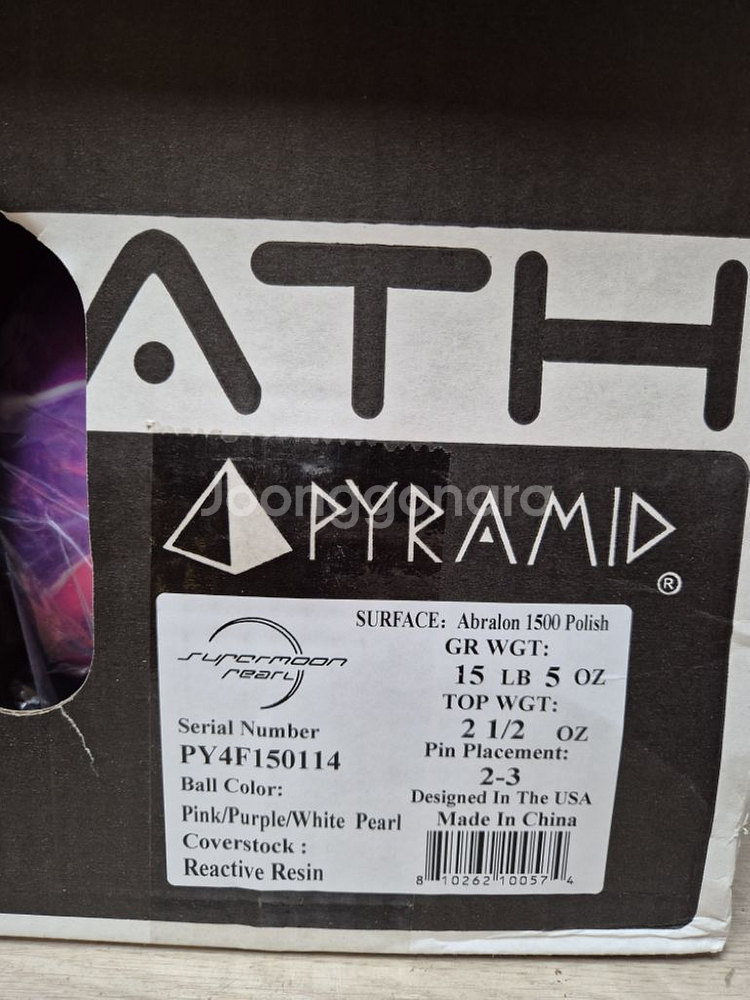 ATH
PYRAMID
®
Joonggonara
supermoon
pearl
SURFACE: Abralon 1500 Polish
GR WGT:
15 LB 5 OZ
TOP WGT:
2 1/2 OZ
Pin Placement:
2-3
Designed In The USA
Made In China
Serial Number
PY4F150114
Ball Color:
Pink/Purple/White Pearl
Coverstock :
Reactive Resin
8 10262 10057 4